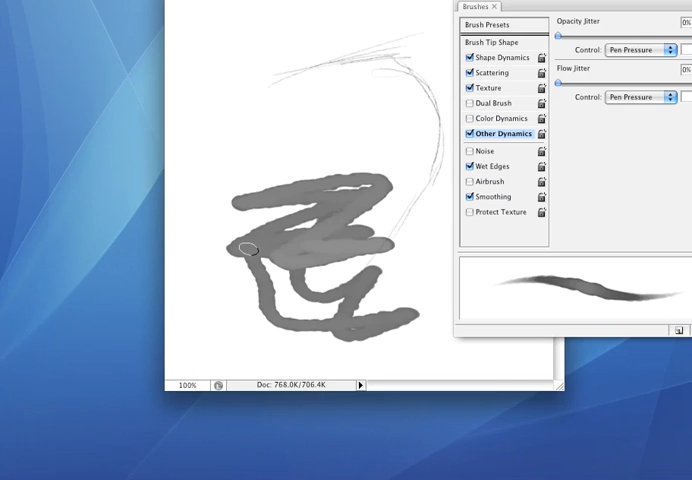 Brushes ×
Brush Presets
Opacity Jitter 0%
Brush Tip Shape
Control: Pen Pressure
Shape Dynamics
Scattering
Flow Jitter 0%
Texture
Control: Pen Pressure
Dual Brush
Color Dynamics
Other Dynamics
Noise
Wet Edges
Airbrush
Smoothing
Protect Texture
100% Doc: 768.0K/706.4K